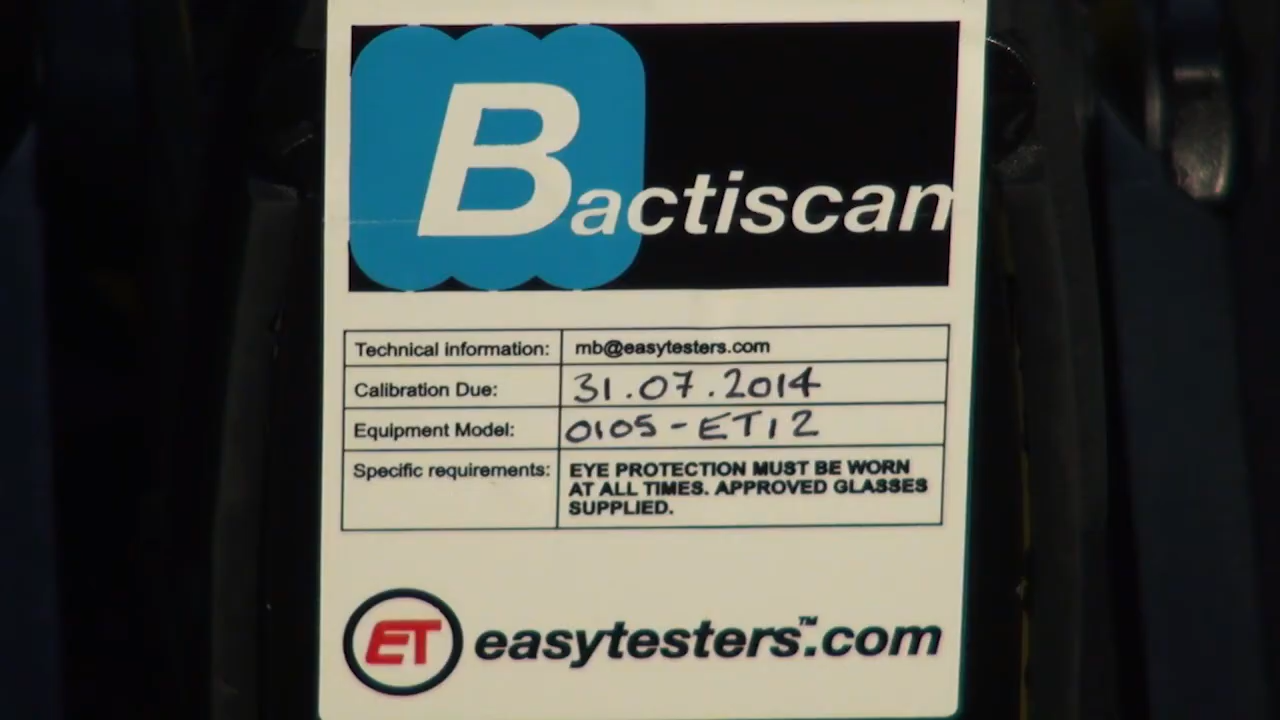 Bactiscan
Technical information: mb@easytesters.com
Calibration Due: 31.07.2014
Equipment Model: 0105-ET12
Specific requirements: EYE PROTECTION MUST BE WORN
AT ALL TIMES. APPROVED GLASSES
SUPPLIED.
ET easytesters™.com